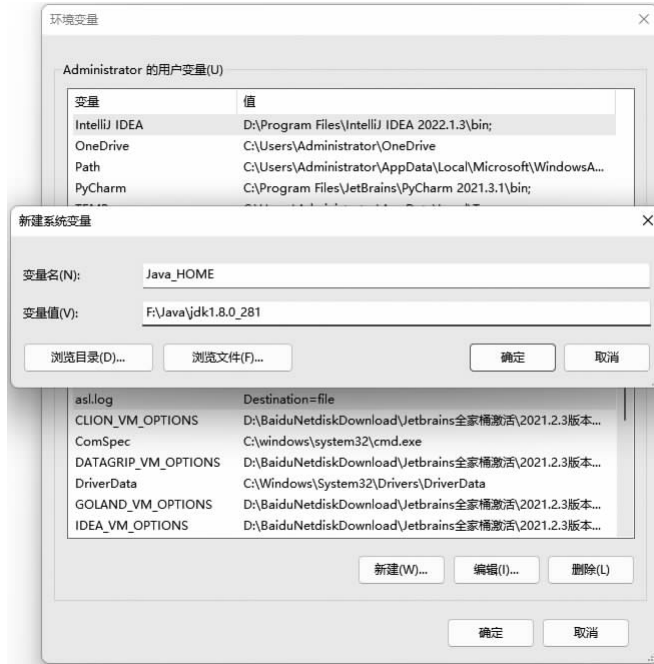 环境变量
Administrator 的用户变量(U)
变量 值
IntelliJ IDEA D:\Program Files\IntelliJ IDEA 2022.1.3\bin;
OneDrive C:\Users\Administrator\OneDrive
Path C:\Users\Administrator\AppData\Local\Microsoft\WindowsA...
PyCharm C:\Program Files\JetBrains\PyCharm 2021.3.1\bin;
新建系统变量
变量名(N): Java_HOME
变量值(V): F:\Java\jdk1.8.0_281
浏览目录(D)... 浏览文件(F)... 确定 取消
asl.log Destination=file
CLION_VM_OPTIONS D:\BaiduNetdiskDownload\Jetbrains全家桶激活\2021.2.3版本...
ComSpec C:\windows\system32\cmd.exe
DATAGRIP_VM_OPTIONS D:\BaiduNetdiskDownload\Jetbrains全家桶激活\2021.2.3版本...
DriverData C:\Windows\System32\Drivers\DriverData
GOLAND_VM_OPTIONS D:\BaiduNetdiskDownload\Jetbrains全家桶激活\2021.2.3版本...
IDEA_VM_OPTIONS D:\BaiduNetdiskDownload\Jetbrains全家桶激活\2021.2.3版本...
新建(W)... 编辑(I)... 删除(L)
确定 取消